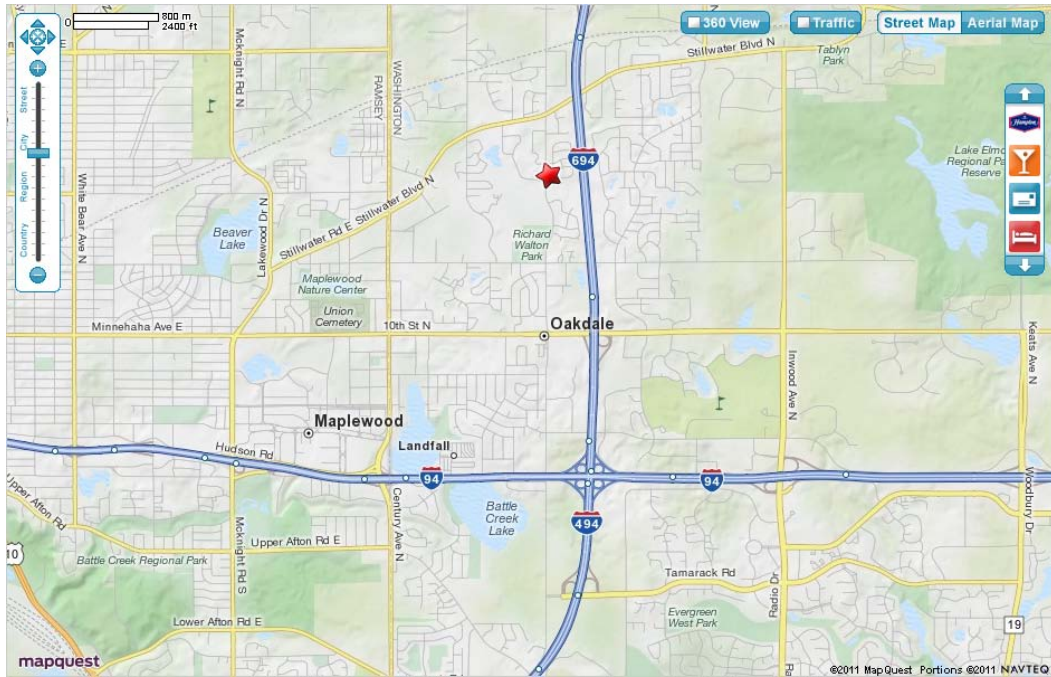 0
800 m
2400 ft
360 View
Traffic
Street Map
Aerial Map
Street
City
Region
Country
Stillwater Blvd N
Tablyn
Park
Mcknight Rd N
WASHINGTON
RAMSEY
E
694
Hampton
Lake Elmo
Regional Pa
Reserve
White Bear Ave N
Beaver
Lake
Lakewood Dr N
Stillwater Rd E
Stillwater Blvd N
Richard
Walton
Park
Maplewood
Nature Center
Union
Cemetery
Minnehaha Ave E
10th St N
Oakdale
Inwood Ave N
Keats Ave N
Maplewood
Hudson Rd
Landfall
94
94
Upper Afton Rd
Battle
Creek
Lake
494
Century Ave N
Woodbury Dr
Mcknight Rd S
Upper Afton Rd E
10
Battle Creek Regional Park
Tamarack Rd
Radio Dr
Evergreen
West Park
Lower Afton Rd E
19
Ra
mapquest
©2011 MapQuest Portions ©2011 NAVTEQ